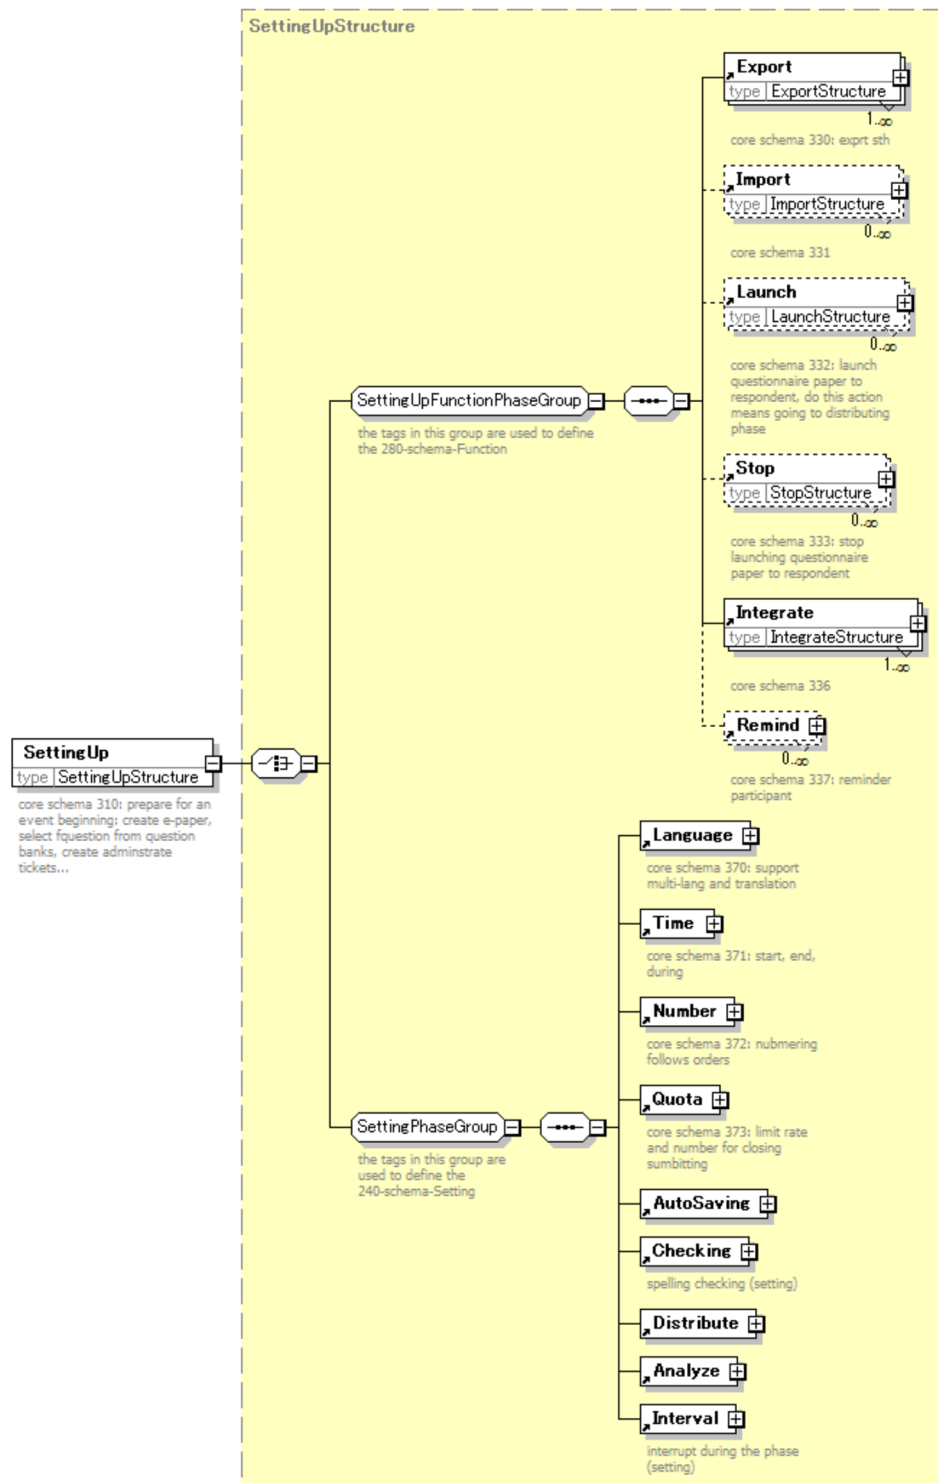 SettingUpStructure
Export
type ExportStructure
1..∞
core schema 330: exprt sth
Import
type ImportStructure
0..∞
core schema 331
Launch
type LaunchStructure
0..∞
core schema 332: launch
questionnaire paper to
respondent, do this action
means going to distributing
phase
SettingUpFunctionPhaseGroup
the tags in this group are used to define
the 280-schema-Function
Stop
type StopStructure
0..∞
core schema 333: stop
launching questionnaire
paper to respondent
Integrate
type IntegrateStructure
1..∞
core schema 336
Remind
0..∞
core schema 337: reminder
participant
SettingUp
type SettingUpStructure
core schema 310: prepare for an
event beginning: create e-paper,
select fquestion from question
banks, create adminstrate
tickets...
Language
core schema 370: support
multi-lang and translation
Time
core schema 371: start, end,
during
Number
core schema 372: nubmering
follows orders
Quota
core schema 373: limit rate
and number for closing
sumbitting
SettingPhaseGroup
the tags in this group are
used to define the
240-schema-Setting
AutoSaving
Checking
spelling checking (setting)
Distribute
Analyze
Interval
interrupt during the phase
(setting)